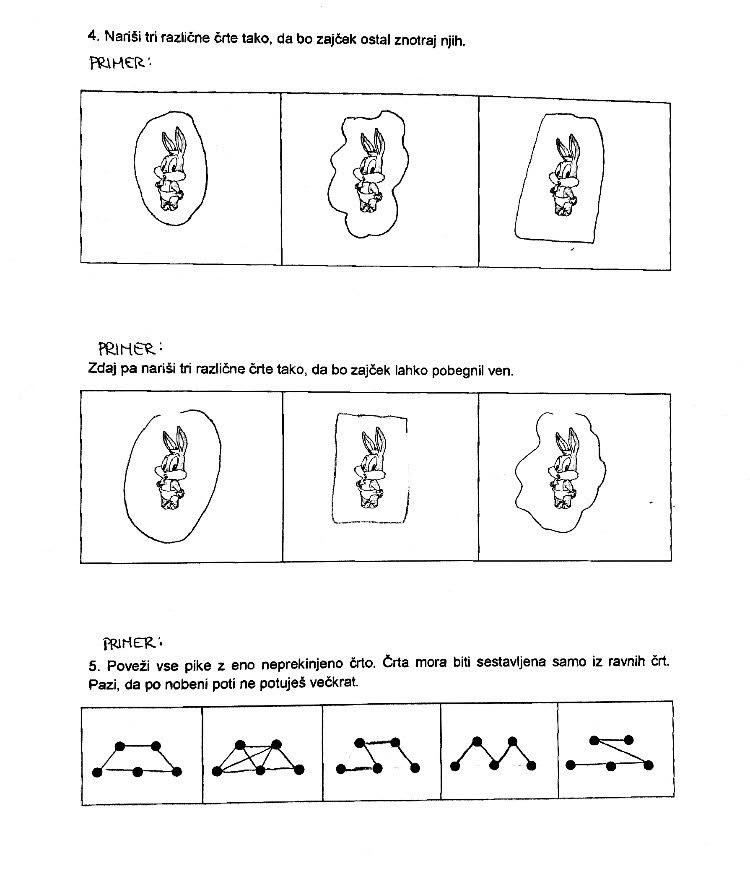 4. Nariši tri različne črte tako, da bo zajček ostal znotraj njih.
PRIMER:
PRIMER:
Zdaj pa nariši tri različne črte tako, da bo zajček lahko pobegnil ven.
PRIMER:
5. Poveži vse pike z eno neprekinjeno črto. Črta mora biti sestavljena samo iz ravnih črt.
Pazi, da po nobeni poti ne potuješ večkrat.